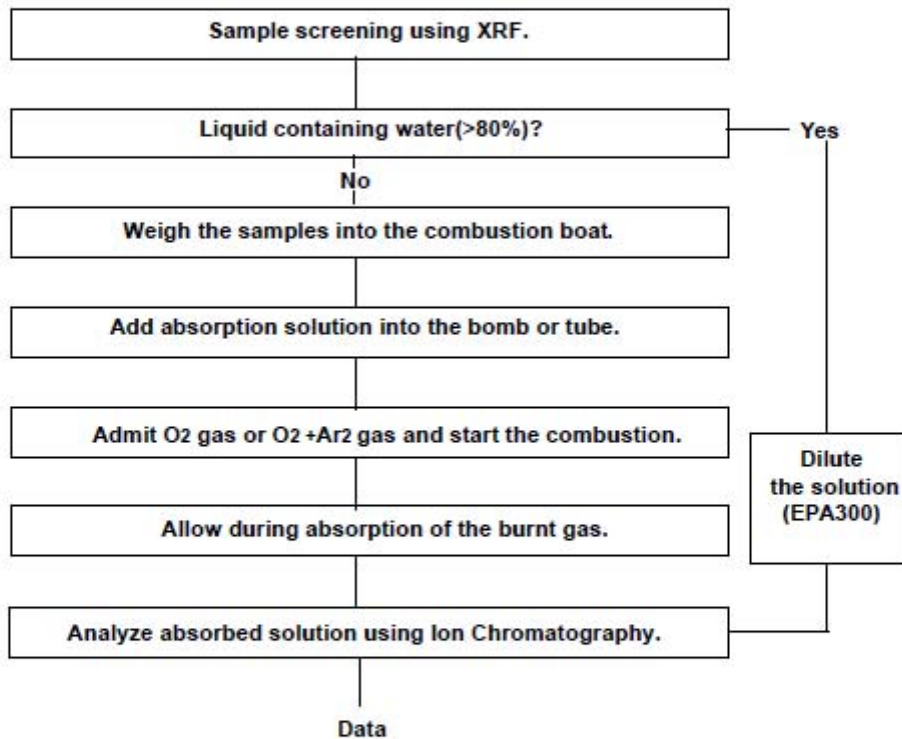 Sample screening using XRF.
Liquid containing water(>80%)?
Yes
No
Weigh the samples into the combustion boat.
Add absorption solution into the bomb or tube.
Admit O2 gas or O2 +Ar2 gas and start the combustion.
Dilute
the solution
(EPA300)
Allow during absorption of the burnt gas.
Analyze absorbed solution using Ion Chromatography.
Data